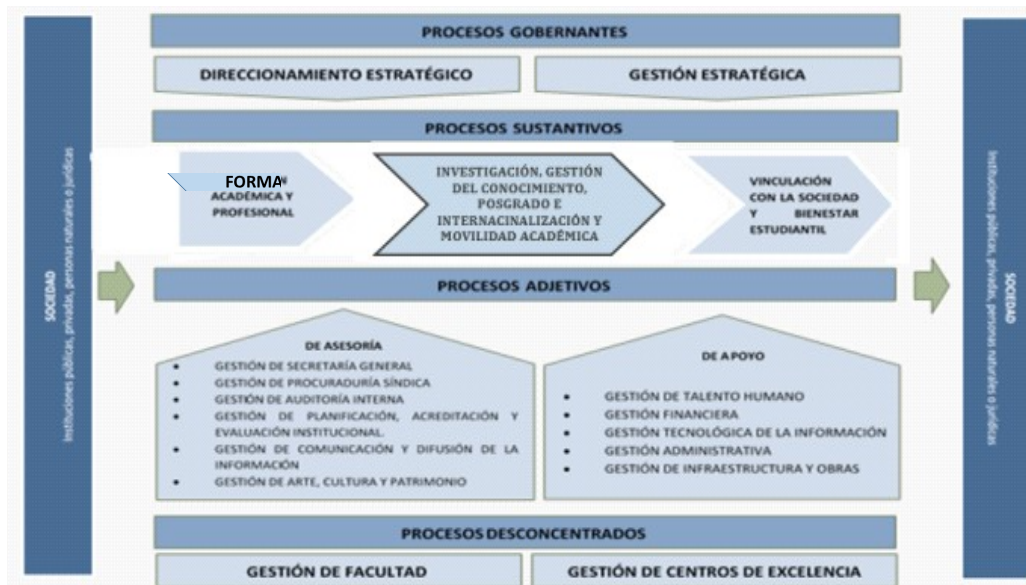 PROCESOS GOBERNANTES
DIRECCIONAMIENTO ESTRATÉGICO
GESTIÓN ESTRATÉGICA
PROCESOS SUSTANTIVOS
SOCIEDAD
Instituciones públicas, privadas, personas naturales o jurídicas
FORMA N
ACADÉMICA Y
PROFESIONAL
INVESTIGACIÓN, GESTIÓN
DEL CONOCIMIENTO,
POSGRADO E
INTERNACINALIZACIÓN Y
MOVILIDAD ACADÉMICA
VINCULACIÓN
CON LA SOCIEDAD
Y BIENESTAR
ESTUDIANTIL
SOCIEDAD
Instituciones públicas, privadas, personas naturales o jurídicas
PROCESOS ADJETIVOS
DE ASESORÍA
• GESTIÓN DE SECRETARÍA GENERAL
• GESTIÓN DE PROCURADURÍA SÍNDICA
• GESTIÓN DE AUDITORÍA INTERNA
• GESTIÓN DE PLANIFICACIÓN, ACREDITACIÓN Y
EVALUACIÓN INSTITUCIONAL.
• GESTIÓN DE COMUNICACIÓN Y DIFUSIÓN DE LA
INFORMACIÓN
• GESTIÓN DE ARTE, CULTURA Y PATRIMONIO
DE APOYO
• GESTIÓN DE TALENTO HUMANO
• GESTIÓN FINANCIERA
• GESTIÓN TECNOLÓGICA DE LA INFORMACIÓN
• GESTIÓN ADMINISTRATIVA
• GESTIÓN DE INFRAESTRUCTURA Y OBRAS
PROCESOS DESCONCENTRADOS
GESTIÓN DE FACULTAD
GESTIÓN DE CENTROS DE EXCELENCIA